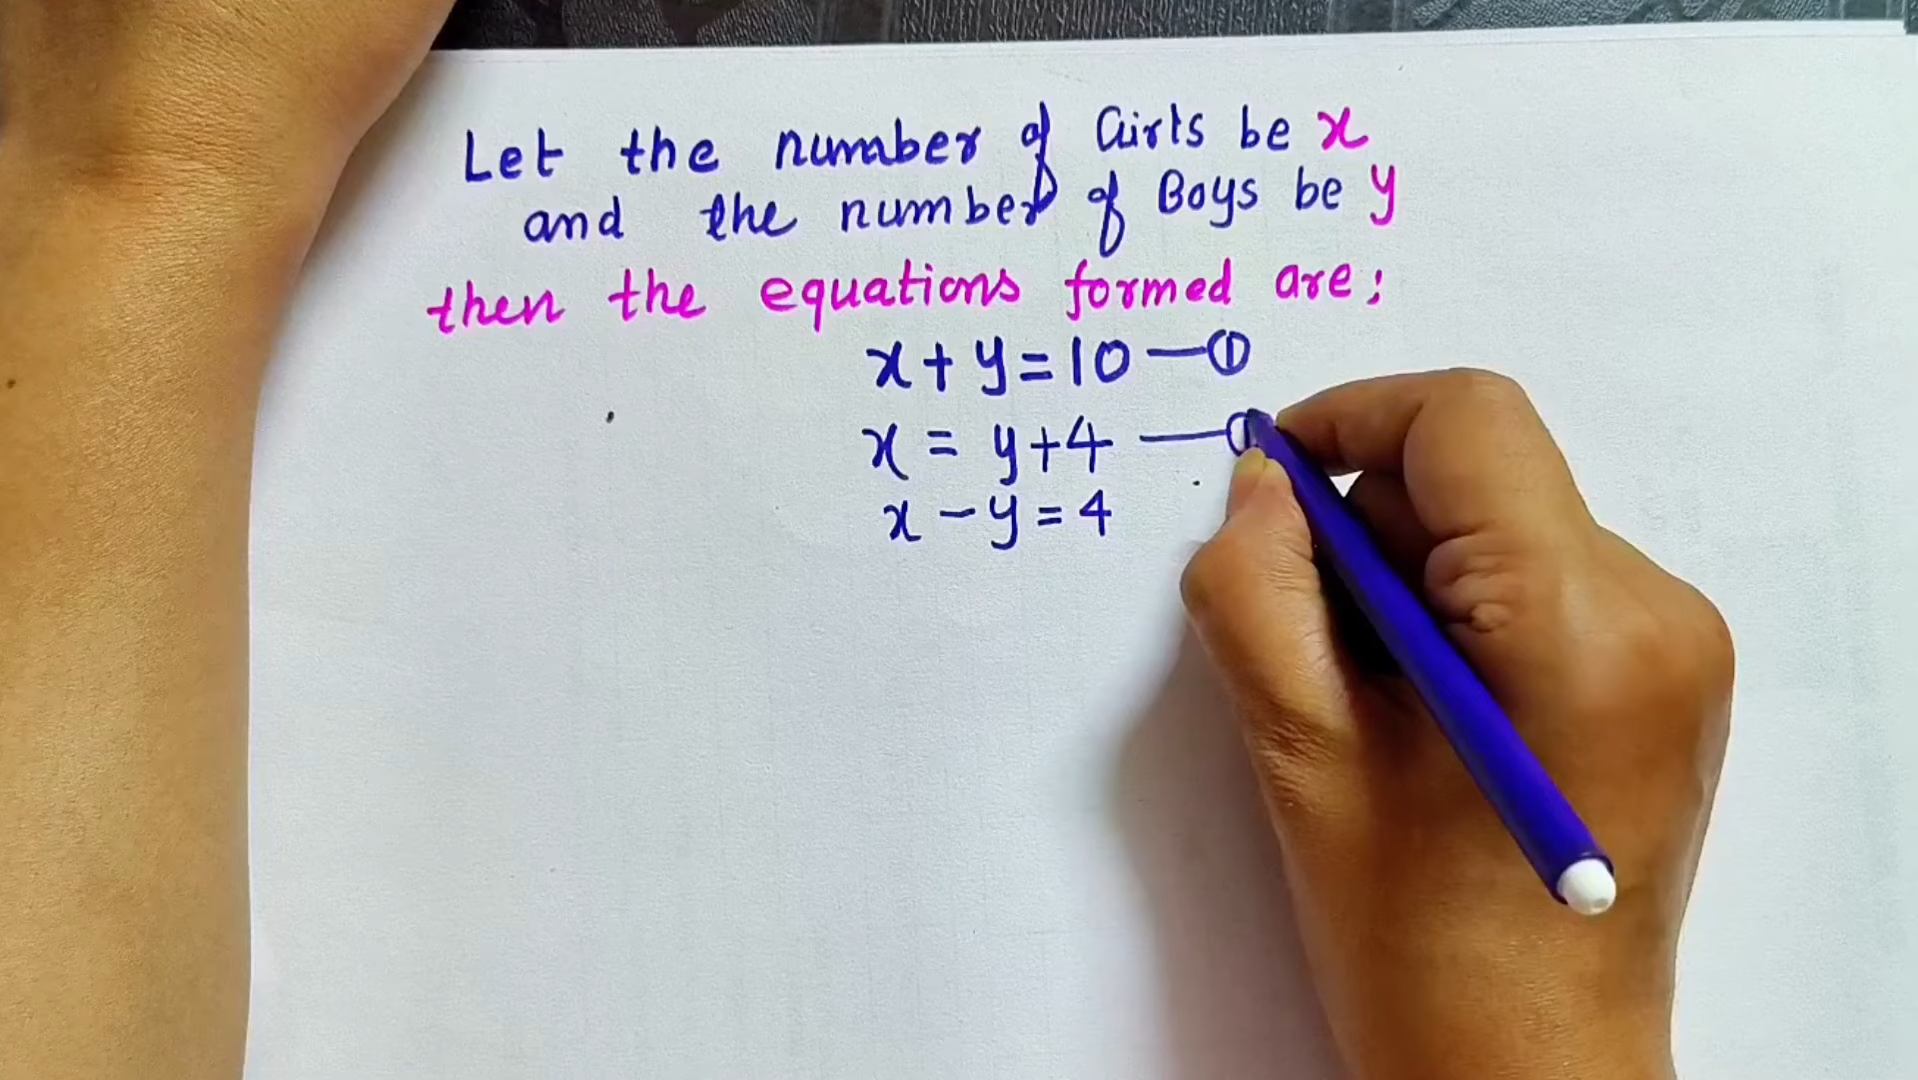 Let the number of Girls be x
and the number of Boys be y
then the equations formed are:
x + y = 10 — ①
x = y + 4 —
x - y = 4